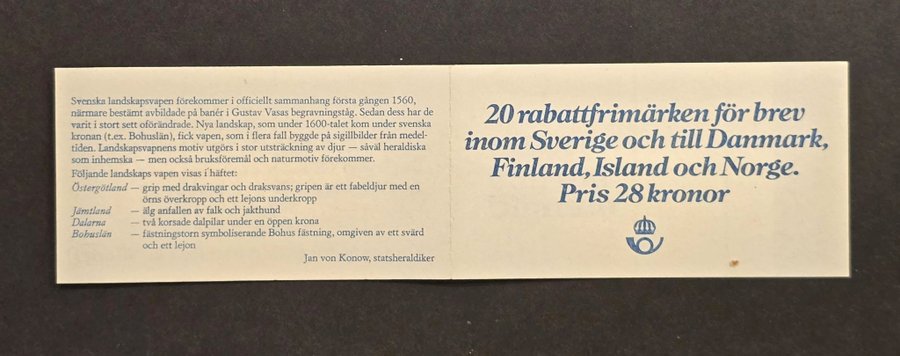 Svenska landskapsvapen förekommer i officiellt sammanhang första gången 1560,
närmare bestämt avbildade på banér i Gustav Vasas begravningståg. Sedan dess har de
varit i stort sett oförändrade. Nya landskap, som under 1600-talet kom under svenska
kronan (t.ex. Bohuslän), fick vapen, som i flera fall byggde på sigillbilder från medel-
tiden. Landskapsvapnens motiv utgörs i stor utsträckning av djur — såväl heraldiska
som inhemska — men också bruksföremål och naturmotiv förekommer.
Följande landskaps vapen visas i häftet:
Östergötland — grip med drakvingar och draksvans; gripen är ett fabeldjur med en
örns överkropp och ett lejons underkropp
Jämtland — älg anfallen av falk och jakthund
Dalarna — två korsade dalpilar under en öppen krona
Bohuslän — fästningstorn symboliserande Bohus fästning, omgiven av ett svärd
och ett lejon
Jan von Konow, statsheraldiker
20 rabattfrimärken för brev
inom Sverige och till Danmark,
Finland, Island och Norge.
Pris 28 kronor